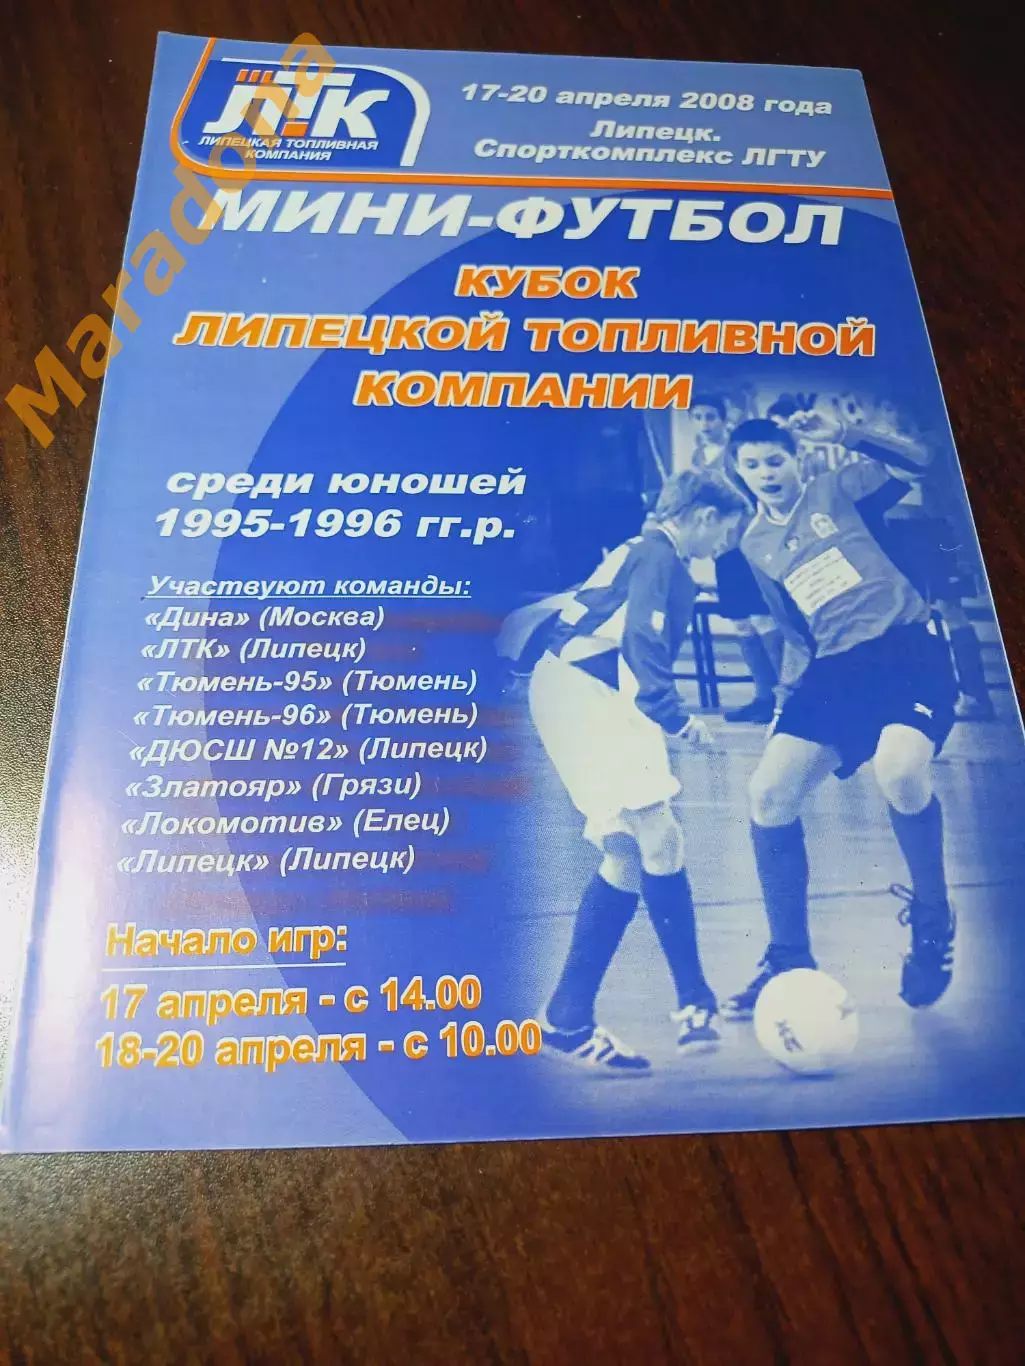 ЛТК
ЛИПЕЦКАЯ ТОПЛИВНАЯ
КОМПАНИЯ
17-20 апреля 2008 года
Липецк.
Спорткомплекс ЛГТУ
МИНИ-ФУТБОЛ
КУБОК
ЛИПЕЦКОЙ ТОПЛИВНОЙ
КОМПАНИИ
среди юношей
1995-1996 гг.р.
Участвуют команды:
«Дина» (Москва)
«ЛТК» (Липецк)
«Тюмень-95» (Тюмень)
«Тюмень-96» (Тюмень)
«ДЮСШ №12» (Липецк)
«Златояр» (Грязи)
«Локомотив» (Елец)
«Липецк» (Липецк)
Начало игр:
17 апреля - с 14.00
18-20 апреля - с 10.00
Maradona